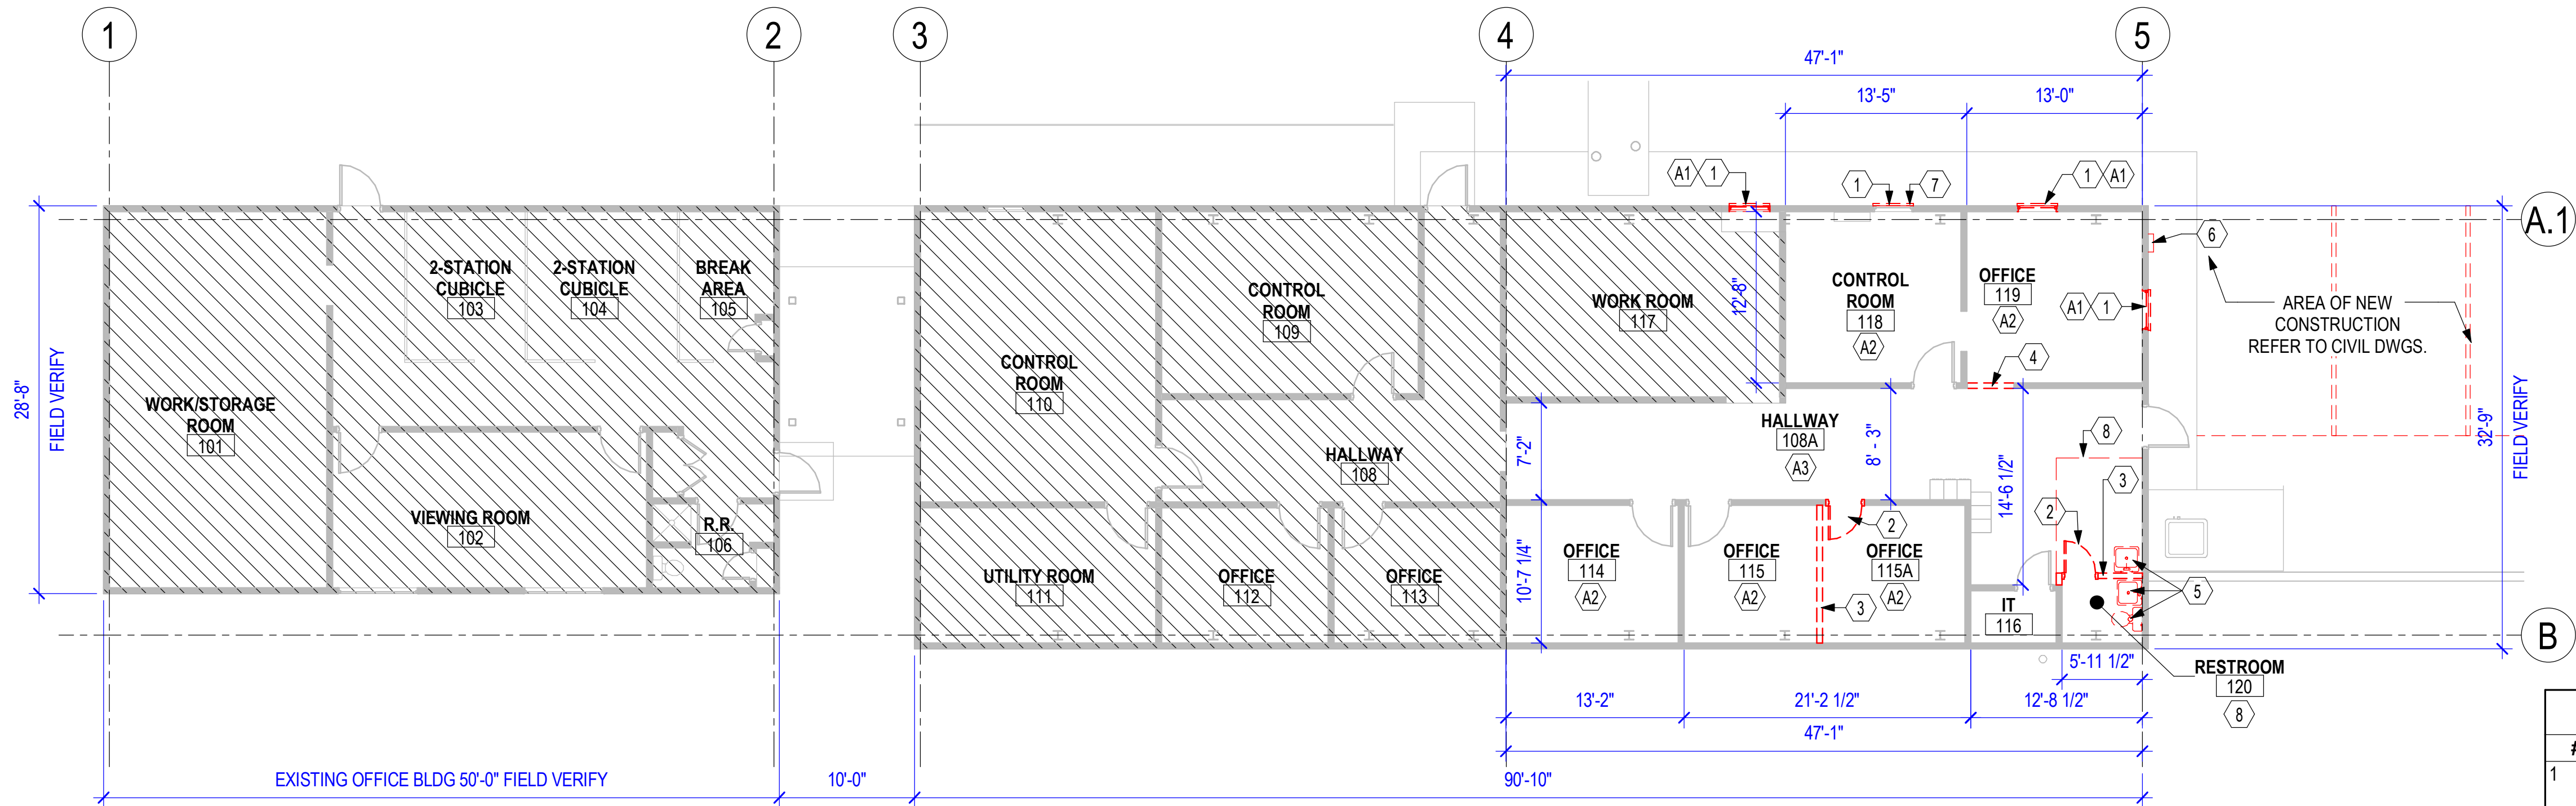 1
2
3
4
5
47'-1"
13'-5"
13'-0"
A1
1
1
7
1
A1
A.1
6
2-STATION
CUBICLE
103
2-STATION
CUBICLE
104
BREAK
AREA
105
CONTROL
ROOM
109
WORK ROOM
117
12'-8"
CONTROL
ROOM
118
A2
OFFICE
119
A2
A1
1
AREA OF NEW
CONSTRUCTION
REFER TO CIVIL DWGS.
4
28'-8"
FIELD VERIFY
WORK/STORAGE
ROOM
101
CONTROL
ROOM
110
HALLWAY
108
7'-2"
HALLWAY
108A
A3
8' - 3"
14'-6 1/2"
8
3
2
32'-9"
FIELD VERIFY
VIEWING ROOM
102
R.R.
106
UTILITY ROOM
111
OFFICE
112
OFFICE
113
10'-7 1/4"
OFFICE
114
A2
OFFICE
115
A2
2
OFFICE
115A
A2
3
IT
116
5
B
5'-11 1/2"
RESTROOM
120
8
13'-2"
21'-2 1/2"
12'-8 1/2"
47'-1"
EXISTING OFFICE BLDG 50'-0" FIELD VERIFY
10'-0"
90'-10"
1